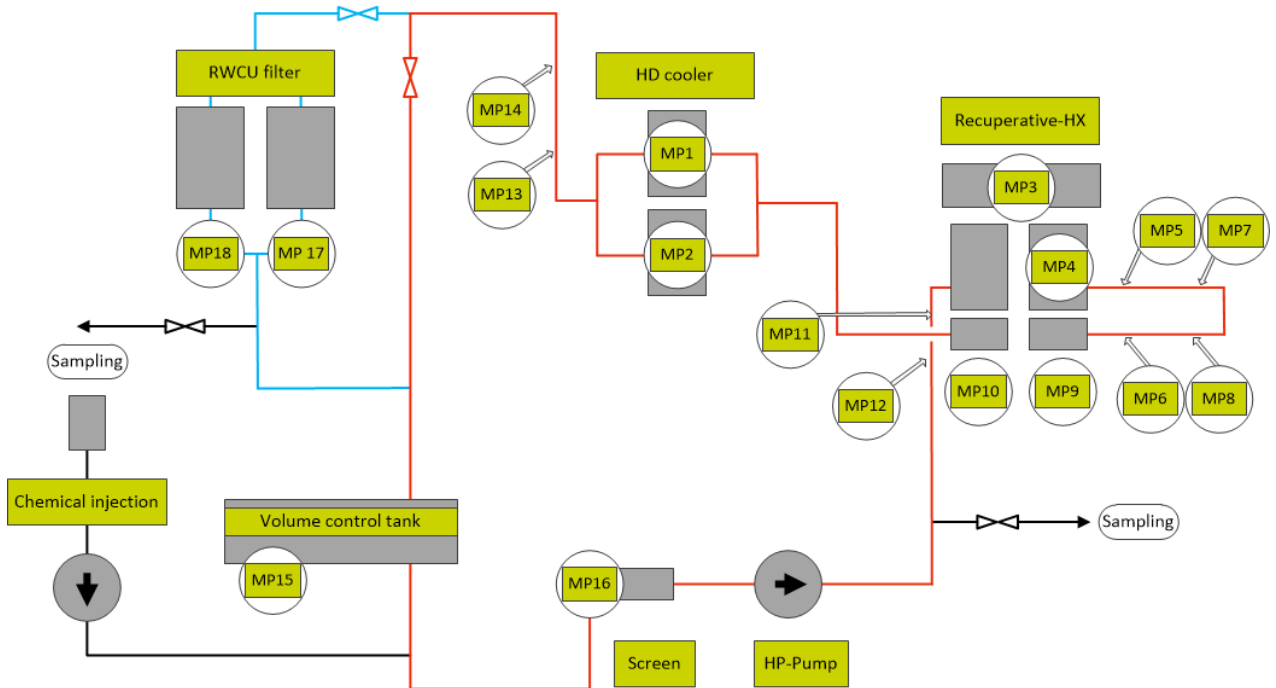 RWCU filter
HD cooler
Recuperative-HX
MP14
MP13
MP1
MP2
MP3
MP4
MP5
MP7
MP18
MP 17
MP11
MP12
MP10
MP9
MP6
MP8
Sampling
Chemical injection
Volume control tank
MP15
MP16
Sampling
Screen
HP-Pump